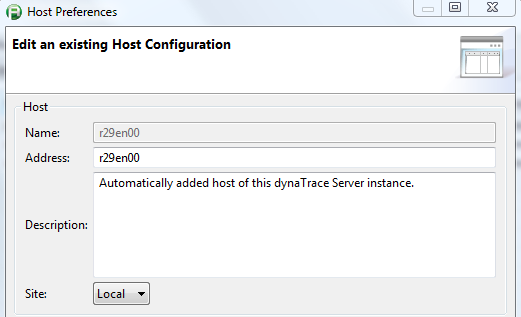 Host Preferences
Edit an existing Host Configuration
Host
Name: r29en00
Address: r29en00
Description: Automatically added host of this dynaTrace Server instance.
Site: Local